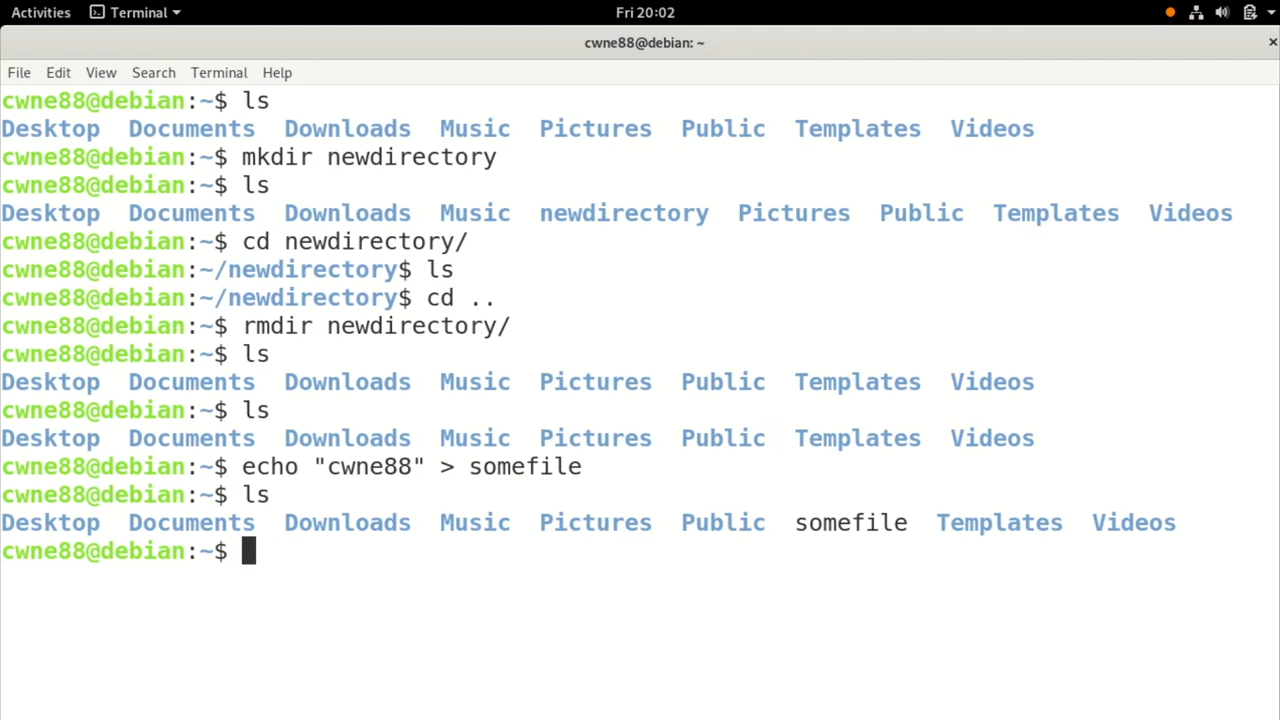 Activities Terminal Fri 20:02
cwne88@debian: ~ ×
File Edit View Search Terminal Help
cwne88@debian:~$ ls
Desktop Documents Downloads Music Pictures Public Templates Videos
cwne88@debian:~$ mkdir newdirectory
cwne88@debian:~$ ls
Desktop Documents Downloads Music newdirectory Pictures Public Templates Videos
cwne88@debian:~$ cd newdirectory/
cwne88@debian:~/newdirectory$ ls
cwne88@debian:~/newdirectory$ cd ..
cwne88@debian:~$ rmdir newdirectory/
cwne88@debian:~$ ls
Desktop Documents Downloads Music Pictures Public Templates Videos
cwne88@debian:~$ ls
Desktop Documents Downloads Music Pictures Public Templates Videos
cwne88@debian:~$ echo "cwne88" > somefile
cwne88@debian:~$ ls
Desktop Documents Downloads Music Pictures Public somefile Templates Videos
cwne88@debian:~$